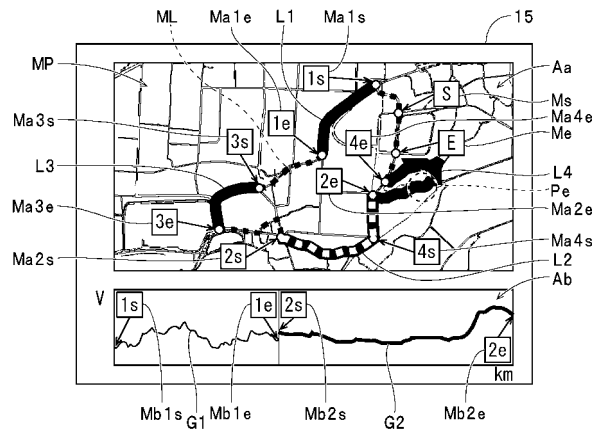 ML Ma1e L1 Ma1s 15
MP Aa
1s S Ms
Ma3s 1e Ma4e
3s 4e E Me
L3 2e L4
Pe
Ma3e 3e Ma2e
Ma2s 2s 4s Ma4s
L2
Ab
V 1s 1e 2s
2e
km
Mb1s G1 Mb1e Mb2s G2 Mb2e